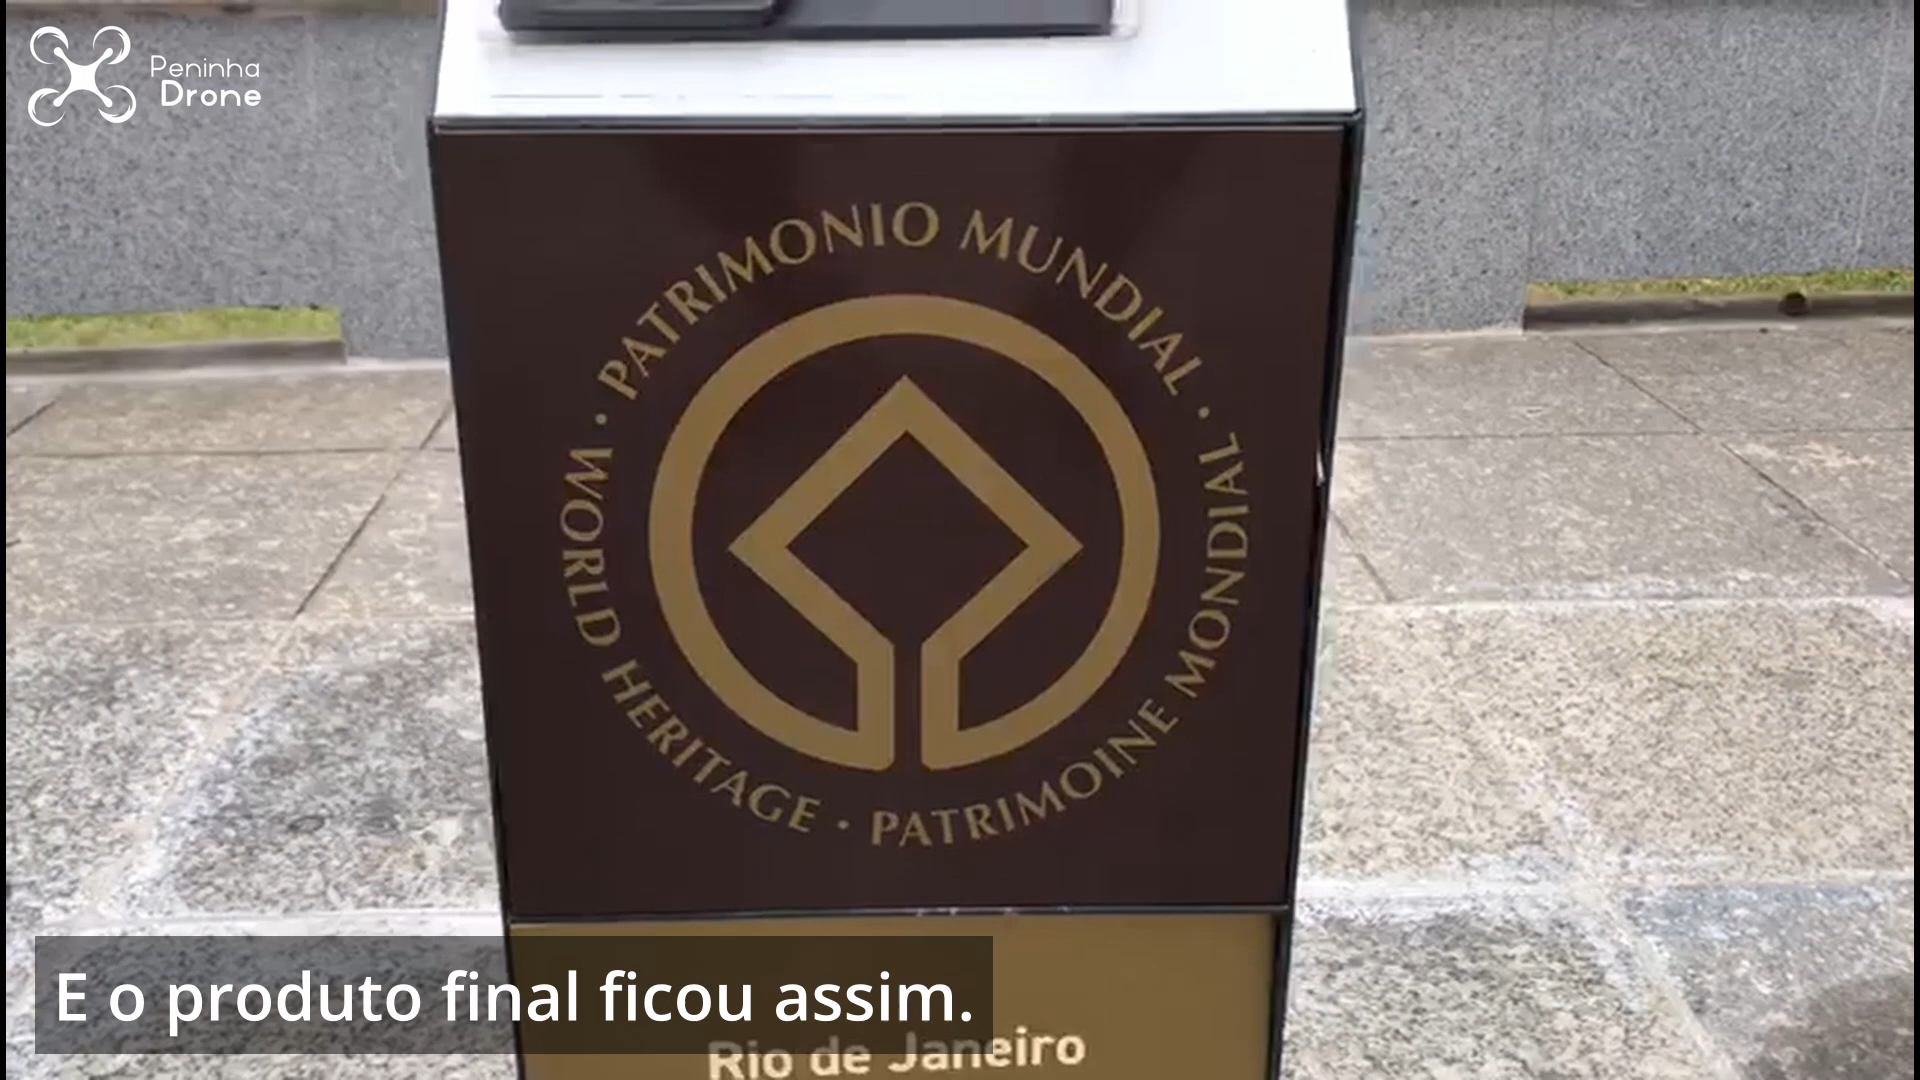 Peninha
Drone
PATRIMONIO MUNDIAL • PATRIMOINE MONDIAL • WORLD HERITAGE •
E o produto final ficou assim.
Rio de Janeiro